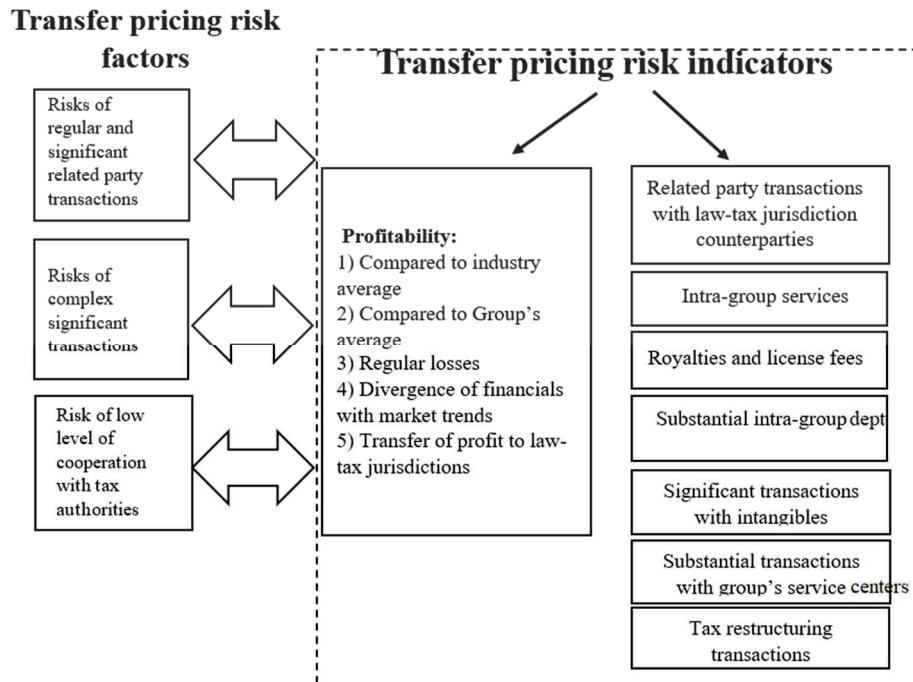 Transfer pricing risk
factors
Risks of
regular and
significant
related party
transactions
Risks of
complex
significant
transactions
Risk of low
level of
cooperation
with tax
authorities
Transfer pricing risk indicators
Profitability:
1) Compared to industry
average
2) Compared to Group’s
average
3) Regular losses
4) Divergence of financials
with market trends
5) Transfer of profit to law-
tax jurisdictions
Related party transactions
with law-tax jurisdiction
counterparties
Intra-group services
Royalties and license fees
Substantial intra-group dept
Significant transactions
with intangibles
Substantial transactions
with group’s service centers
Tax restructuring
transactions